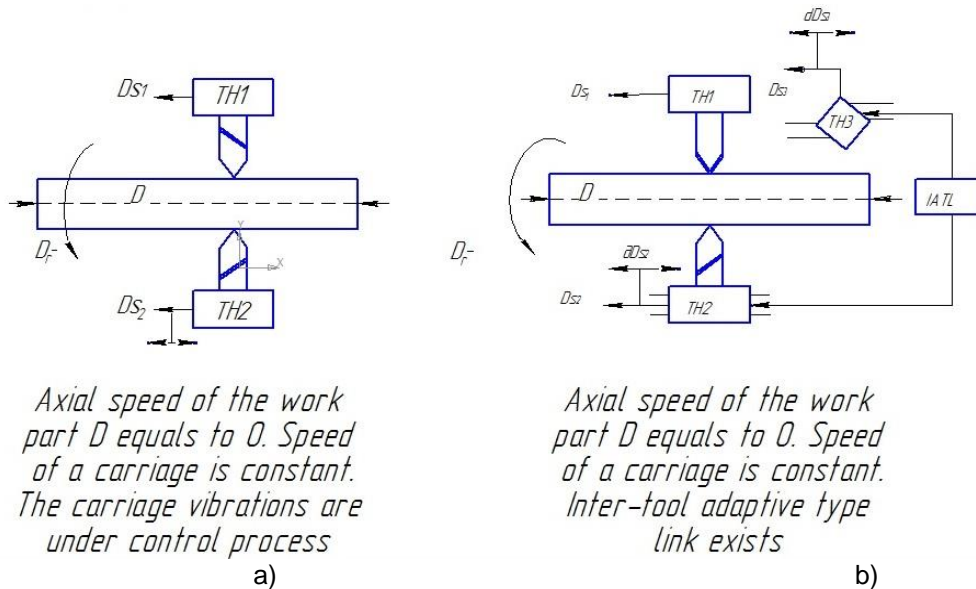 Ds1
TH1
D
Dr
Y
X
Ds2
TH2
Axial speed of the work
part D equals to 0. Speed
of a carriage is constant.
The carriage vibrations are
under control process
a)
dDs3
Ds3
TH3
Ds1
TH1
D
IATL
Dr
dDs2
Ds2
TH2
Axial speed of the work
part D equals to 0. Speed
of a carriage is constant.
Inter-tool adaptive type
link exists
b)